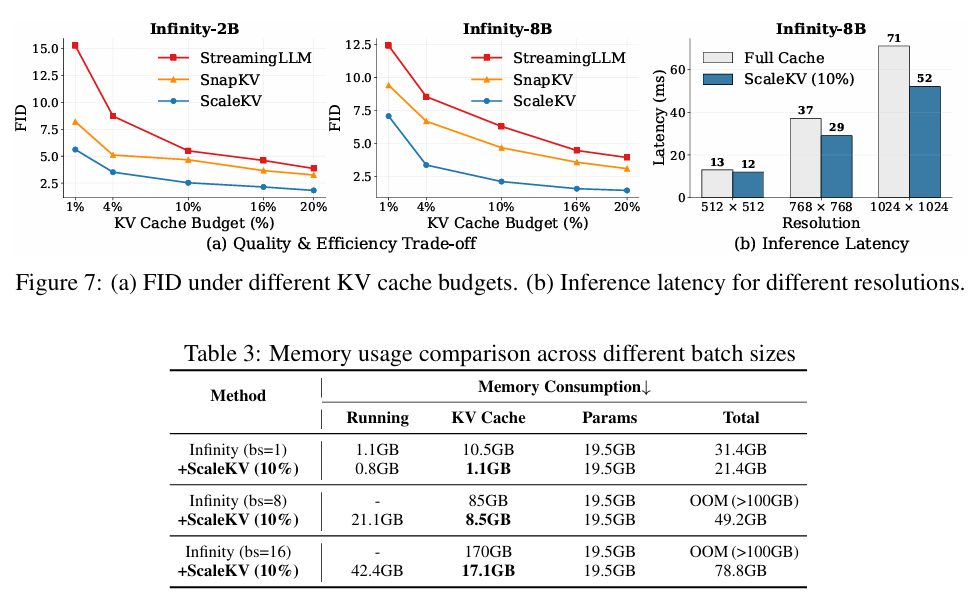 Infinity-2B
FID
15.0
12.5
10.0
7.5
5.0
2.5
StreamingLLM
SnapKV
ScaleKV
1% 4% 10% 16% 20%
KV Cache Budget (%)
Infinity-8B
FID
12.5
10.0
7.5
5.0
2.5
StreamingLLM
SnapKV
ScaleKV
1% 4% 10% 16% 20%
KV Cache Budget (%)
(a) Quality & Efficiency Trade-off
Infinity-8B
Latency (ms)
60
40
20
0
Full Cache
ScaleKV (10%)
13 12 37 29 71 52
512 × 512 768 × 768 1024 × 1024
Resolution
(b) Inference Latency
Figure 7: (a) FID under different KV cache budgets. (b) Inference latency for different resolutions.
Table 3: Memory usage comparison across different batch sizes
Method Memory Consumption↓
Running KV Cache Params Total
Infinity (bs=1) 1.1GB 10.5GB 19.5GB 31.4GB
+ScaleKV (10%) 0.8GB 1.1GB 19.5GB 21.4GB
Infinity (bs=8) - 85GB 19.5GB OOM (>100GB)
+ScaleKV (10%) 21.1GB 8.5GB 19.5GB 49.2GB
Infinity (bs=16) - 170GB 19.5GB OOM (>100GB)
+ScaleKV (10%) 42.4GB 17.1GB 19.5GB 78.8GB